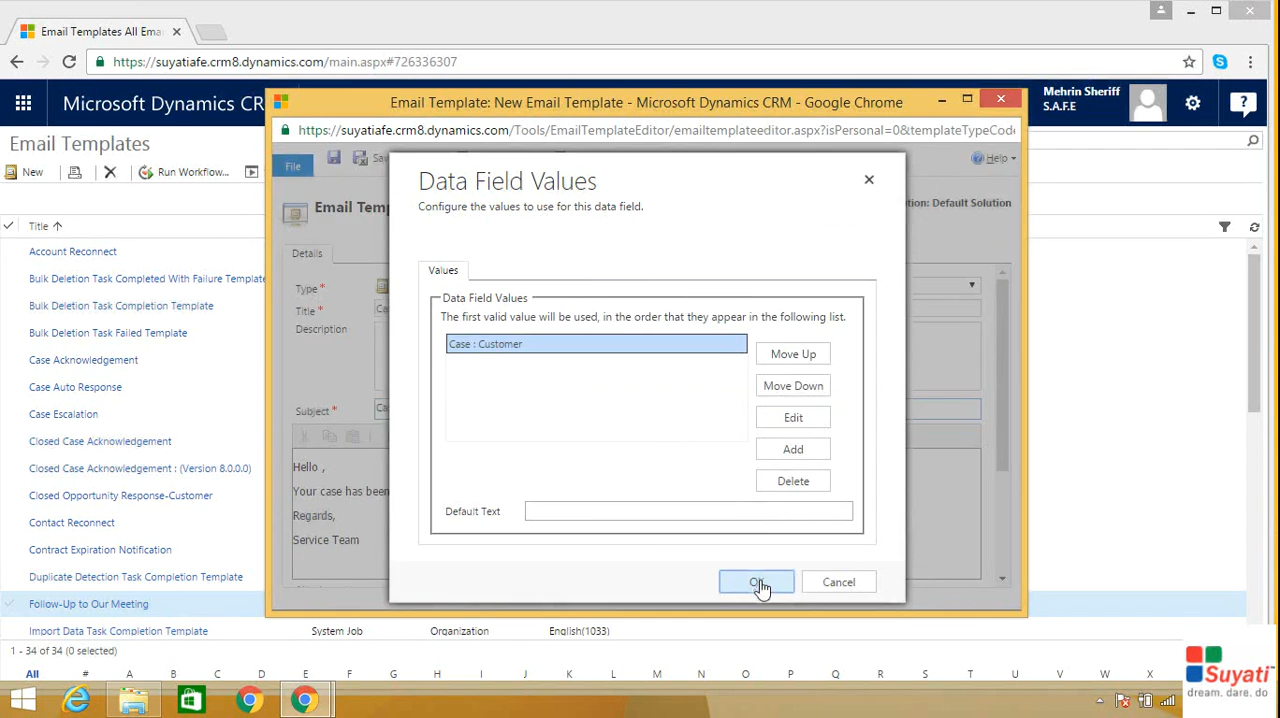 Email Templates All Ema
https://suyatiafe.crm8.dynamics.com/main.aspx#726336307
Microsoft Dynamics CR
Mehrin Sheriff
S.A.F.E
Email Template: New Email Template - Microsoft Dynamics CRM - Google Chrome
https://suyatiafe.crm8.dynamics.com/Tools/EmailTemplateEditor/emailtemplateeditor.aspx?isPersonal=0&templateTypeCode
Email Templates
New
Run Workflow...
File
Help
Email Temp
tion: Default Solution
Title
Details
Type *
Title *
Description
Subject *
Hello ,
Your case has been
Regards,
Service Team
Data Field Values
Configure the values to use for this data field.
Values
Data Field Values
The first valid value will be used, in the order that they appear in the following list.
Case : Customer
Move Up
Move Down
Edit
Add
Delete
Default Text
Cancel
Account Reconnect
Bulk Deletion Task Completed With Failure Template
Bulk Deletion Task Completion Template
Bulk Deletion Task Failed Template
Case Acknowledgement
Case Auto Response
Case Escalation
Closed Case Acknowledgement
Closed Case Acknowledgement : (Version 8.0.0.0)
Closed Opportunity Response-Customer
Contact Reconnect
Contract Expiration Notification
Duplicate Detection Task Completion Template
Follow-Up to Our Meeting
Import Data Task Completion Template System Job Organization English(1033)
1 - 34 of 34 (0 selected)
All # A B C D E F G H I J K L M N O P Q R S T U V W X
Suyati
dream. dare. do